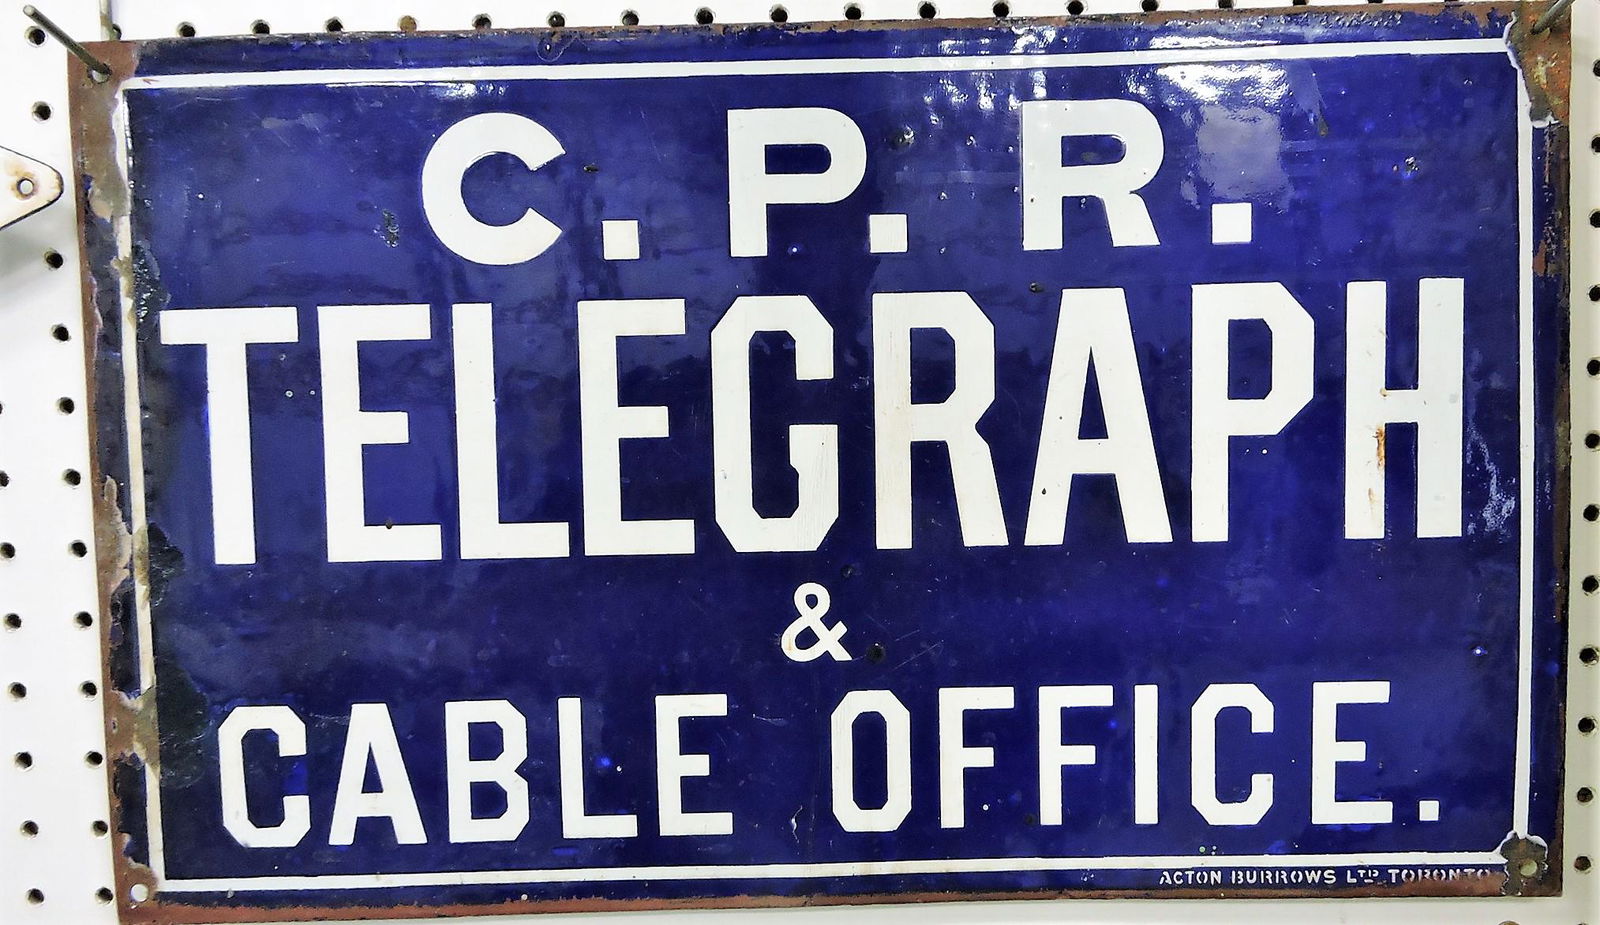 C. P. R.
TELEGRAPH
&
CABLE OFFICE.
ACTON BURROWS LTD TORONTO